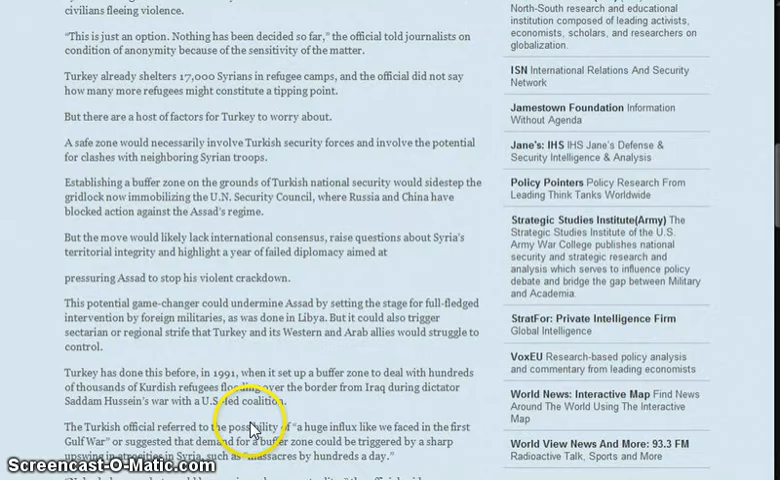 civilians fleeing violence.
"This is just an option. Nothing has been decided so far," the official told journalists on
condition of anonymity because of the sensitivity of the matter.
Turkey already shelters 17,000 Syrians in refugee camps, and the official did not say
how many more refugees might constitute a tipping point.
But there are a host of factors for Turkey to worry about.
A safe zone would necessarily involve Turkish security forces and involve the potential
for clashes with neighboring Syrian troops.
Establishing a buffer zone on the grounds of Turkish national security would sidestep the
gridlock now immobilizing the U.N. Security Council, where Russia and China have
blocked action against the Assad's regime.
But the move would likely lack international consensus, raise questions about Syria's
territorial integrity and highlight a year of failed diplomacy aimed at
pressuring Assad to stop his violent crackdown.
This potential game-changer could undermine Assad by setting the stage for full-fledged
intervention by foreign militaries, as was done in Libya. But it could also trigger
sectarian or regional strife that Turkey and its Western and Arab allies would struggle to
control.
Turkey has done this before, in 1991, when it set up a buffer zone to deal with hundreds
of thousands of Kurdish refugees flooding over the border from Iraq during dictator
Saddam Hussein's war with a U.S.-led coalition.
The Turkish official referred to the possibility of "a huge influx like we faced in the first
Gulf War" or suggested that demand for a buffer zone could be triggered by a sharp
upswing in atrocities in Syria, such as "massacres by hundreds a day."
North-South research and educational
institution composed of leading activists,
economists, scholars, and researchers on
globalization.
ISN International Relations And Security
Network
Jamestown Foundation Information
Without Agenda
Jane's: IHS IHS Jane's Defense &
Security Intelligence & Analysis
Policy Pointers Policy Research From
Leading Think Tanks Worldwide
Strategic Studies Institute(Army) The
Strategic Studies Institute of the U.S.
Army War College publishes national
security and strategic research and
analysis which serves to influence policy
debate and bridge the gap between Military
and Academia.
StratFor: Private Intelligence Firm
Global Intelligence
VoxEU Research-based policy analysis
and commentary from leading economists
World News: Interactive Map Find News
Around The World Using The Interactive
Map
World View News And More: 93.3 FM
Radioactive Talk, Sports and More
Screencast-O-Matic.com